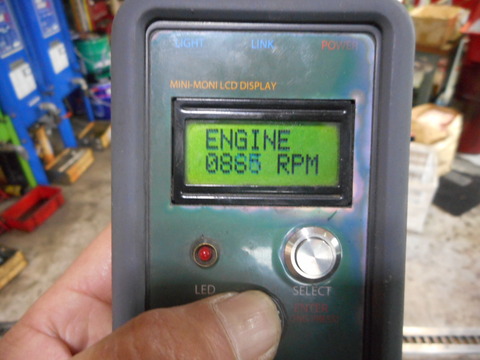 LIGHT LINK POWER
MINI-MONI LCD DISPLAY
ENGINE
0885 RPM
LED SELECT